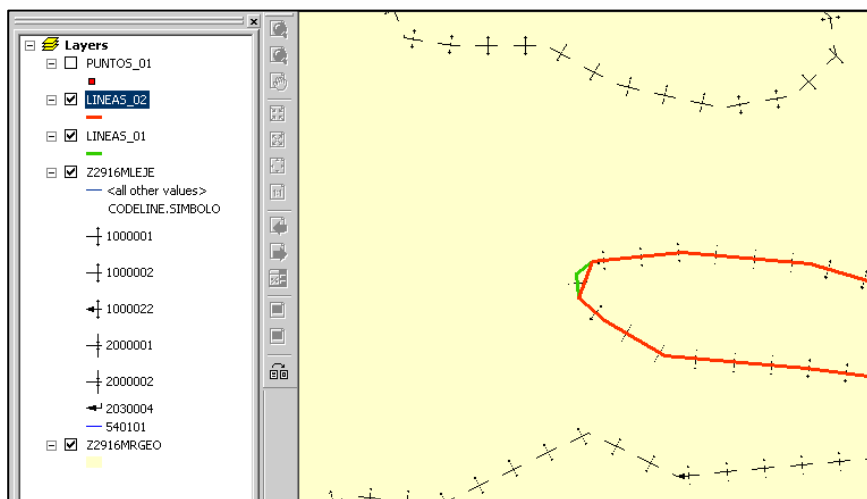 Layers
PUNTOS_01
LINEAS_02
LINEAS_01
Z2916MLEJE
<all other values>
CODELINE.SIMBOLO
1000001
1000002
1000022
2000001
2000002
2030004
540101
Z2916MRGEO